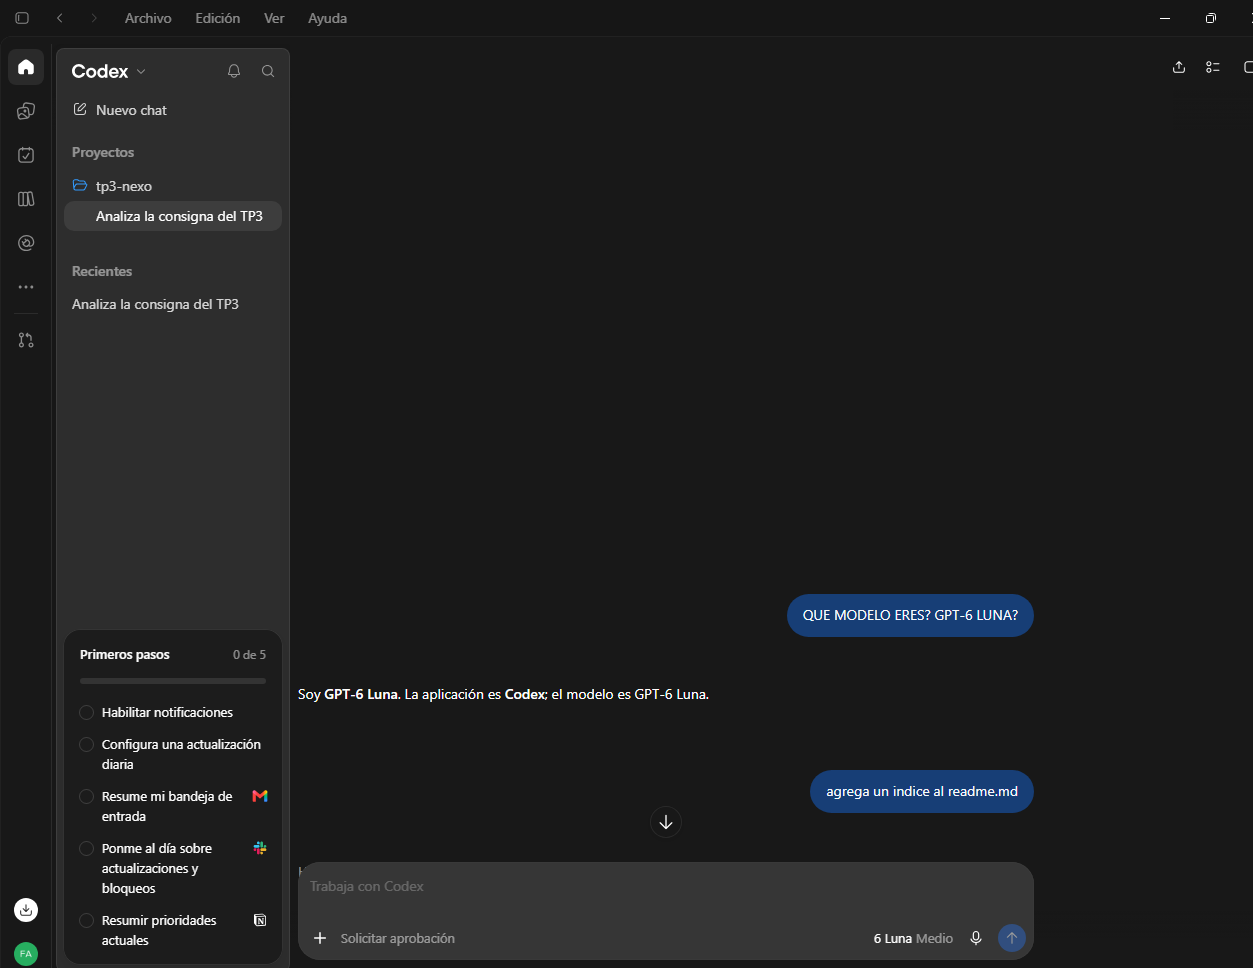 Archivo Edición Ver Ayuda
Codex
Nuevo chat
Proyectos
tp3-nexo
Analiza la consigna del TP3
Recientes
Analiza la consigna del TP3
Primeros pasos 0 de 5
Habilitar notificaciones
Configura una actualización
diaria
Resume mi bandeja de
entrada
Ponme al día sobre
actualizaciones y
bloqueos
Resumir prioridades
actuales
FA
QUE MODELO ERES? GPT-6 LUNA?
Soy GPT-6 Luna. La aplicación es Codex; el modelo es GPT-6 Luna.
agrega un indice al readme.md
Trabaja con Codex
Solicitar aprobación
6 Luna Medio